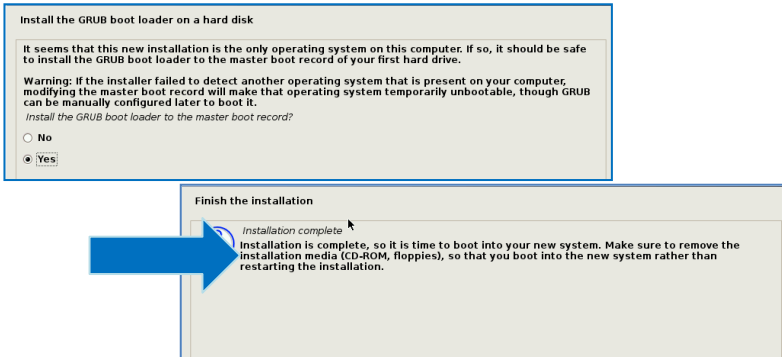 Install the GRUB boot loader on a hard disk
It seems that this new installation is the only operating system on this computer. If so, it should be safe
to install the GRUB boot loader to the master boot record of your first hard drive.
Warning: If the installer failed to detect another operating system that is present on your computer,
modifying the master boot record will make that operating system temporarily unbootable, though GRUB
can be manually configured later to boot it.
Install the GRUB boot loader to the master boot record?
No
Yes
Finish the installation
Installation complete
Installation is complete, so it is time to boot into your new system. Make sure to remove the
installation media (CD-ROM, floppies), so that you boot into the new system rather than
restarting the installation.